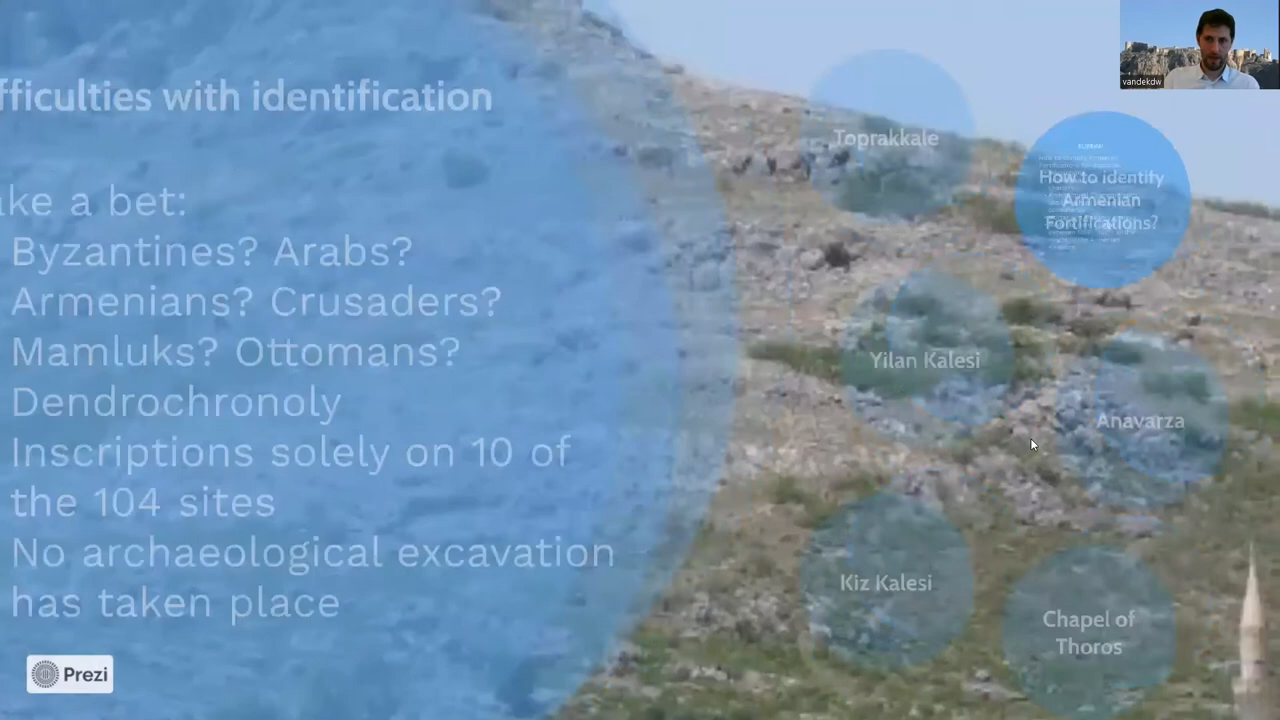 fficulties with identification
ke a bet:
Byzantines? Arabs?
Armenians? Crusaders?
Mamluks? Ottomans?
Dendrochronoly
Inscriptions solely on 10 of
the 104 sites
No archaeological excavation
has taken place
Toprakkale
How to identify
Armenian
Fortifications?
Yilan Kalesi
Anavarza
Kiz Kalesi
Chapel of
Thoros
Prezi
vandekdw